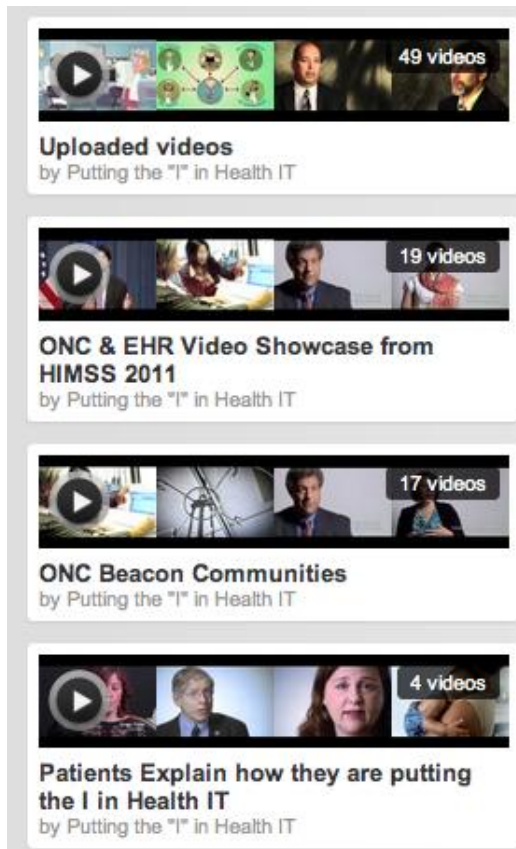 49 videos
Uploaded videos
by Putting the "I" in Health IT
19 videos
ONC & EHR Video Showcase from
HIMSS 2011
by Putting the "I" in Health IT
17 videos
ONC Beacon Communities
by Putting the "I" in Health IT
4 videos
Patients Explain how they are putting
the I in Health IT
by Putting the "I" in Health IT